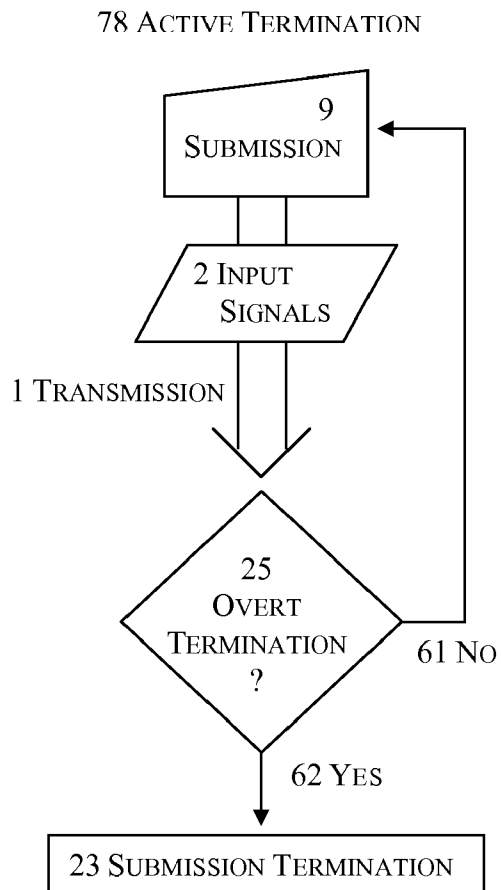 78 ACTIVE TERMINATION
9
SUBMISSION
2 INPUT
SIGNALS
1 TRANSMISSION
25
OVERT
TERMINATION
?
61 NO
62 YES
23 SUBMISSION TERMINATION